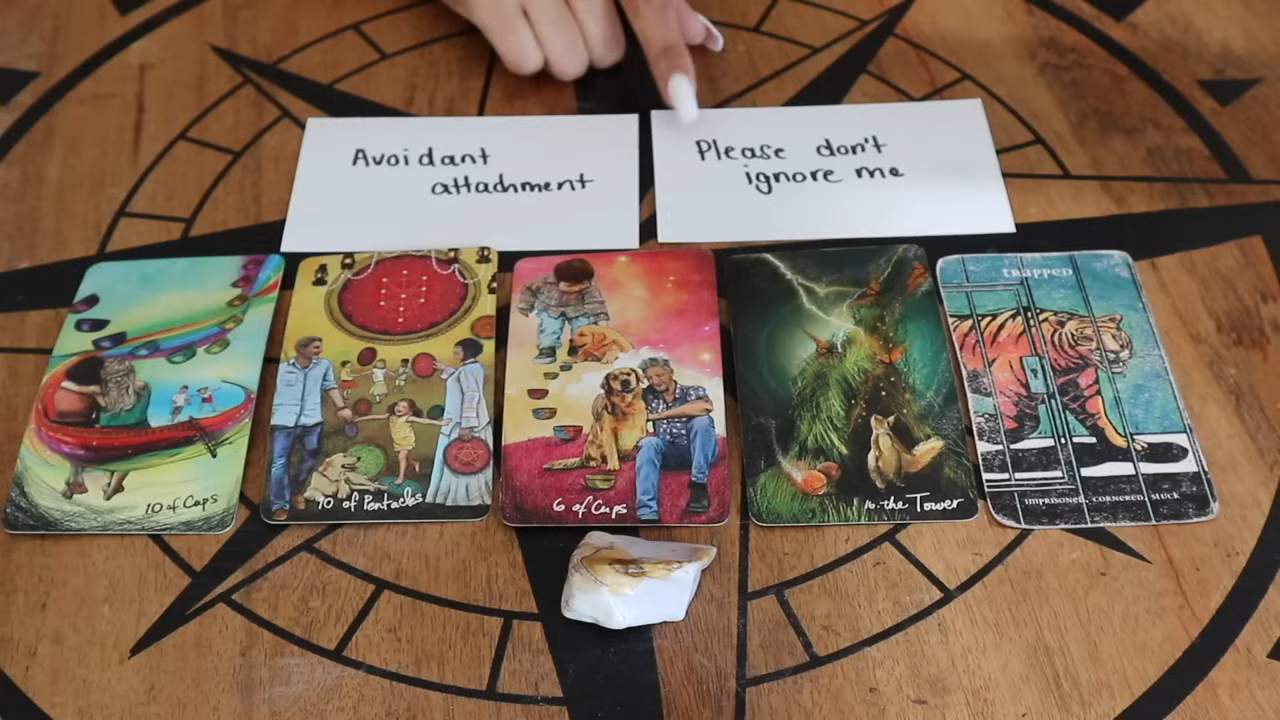 Avoidant
attachment
Please don't
ignore me
10 of Cups
10 of Pentacles
6 of Cups
16. the Tower
TRAPPED
IMPRISONED, CORNERED, STUCK